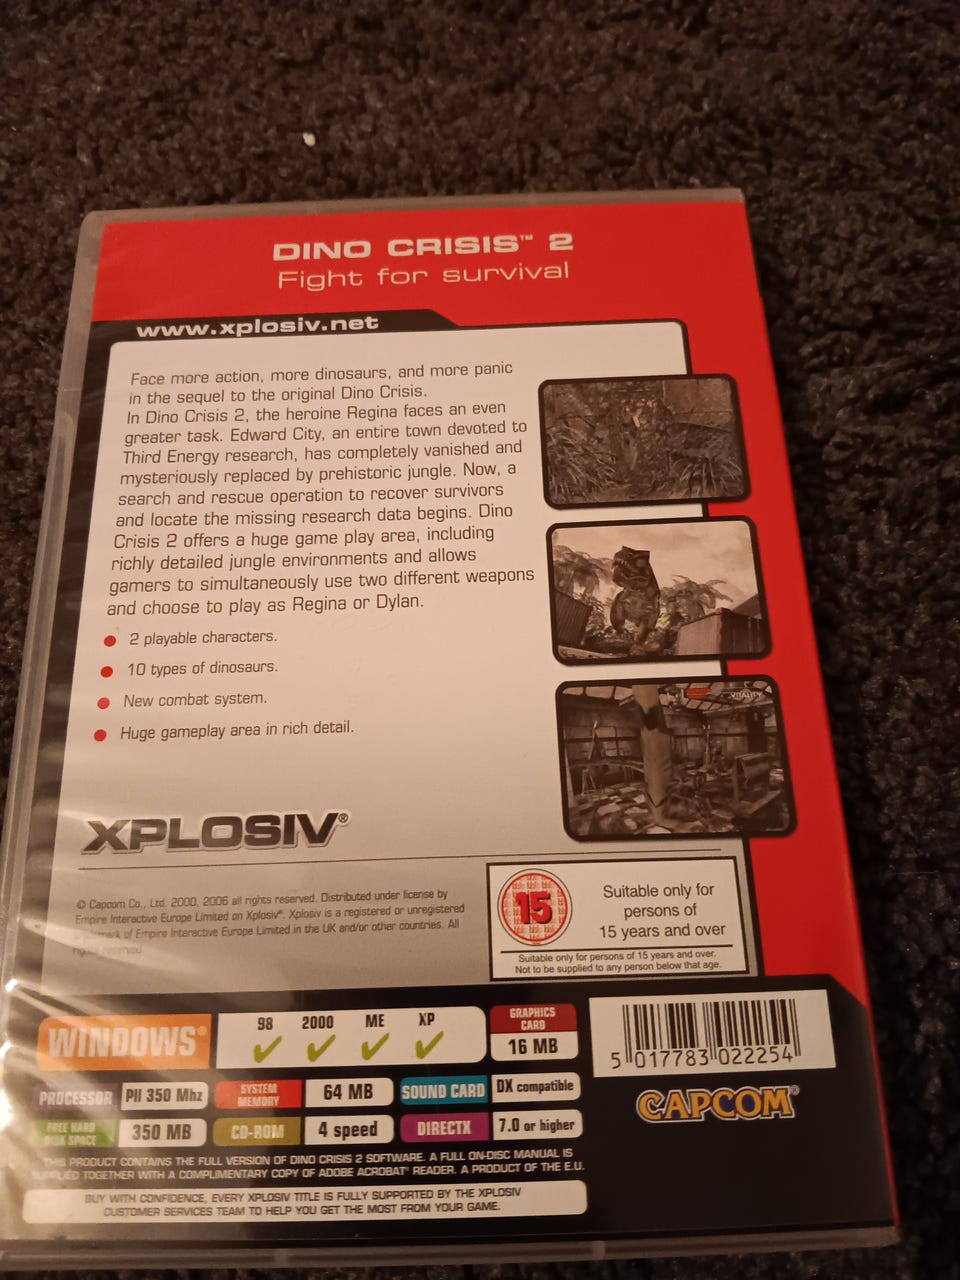 DINO CRISIS™ 2
Fight for survival
www.xplosiv.net
Face more action, more dinosaurs, and more panic
in the sequel to the original Dino Crisis.
In Dino Crisis 2, the heroine Regina faces an even
greater task. Edward City, an entire town devoted to
Third Energy research, has completely vanished and
mysteriously replaced by prehistoric jungle. Now, a
search and rescue operation to recover survivors
and locate the missing research data begins. Dino
Crisis 2 offers a huge game play area, including
richly detailed jungle environments and allows
gamers to simultaneously use two different weapons
and choose to play as Regina or Dylan.
2 playable characters.
10 types of dinosaurs.
New combat system.
Huge gameplay area in rich detail.
VITALITY
XPLOSIV®
© Capcom Co., Ltd. 2000, 2006 all rights reserved. Distributed under license by
Empire Interactive Europe Limited on Xplosiv®. Xplosiv is a registered or unregistered
of Empire Interactive Europe Limited in the UK and/or other countries. All
rights reserved.
15
Suitable only for
persons of
15 years and over
Suitable only for persons of 15 years and over.
Not to be supplied to any person below that age.
WINDOWS®
98 2000 ME XP
GRAPHICS
CARD
16 MB
PROCESSOR PII 350 Mhz
SYSTEM
MEMORY
64 MB
SOUND CARD DX compatible
FREE HARD
DISK SPACE
350 MB
CD-ROM 4 speed
DIRECTX 7.0 or higher
5 017783 022254
CAPCOM®
THIS PRODUCT CONTAINS THE FULL VERSION OF DINO CRISIS 2 SOFTWARE. A FULL ON-DISC MANUAL IS
SUPPLIED TOGETHER WITH A COMPLIMENTARY COPY OF ADOBE ACROBAT® READER. A PRODUCT OF THE E.U.
BUY WITH CONFIDENCE, EVERY XPLOSIV TITLE IS FULLY SUPPORTED BY THE XPLOSIV
CUSTOMER SERVICES TEAM TO HELP YOU GET THE MOST FROM YOUR GAME.